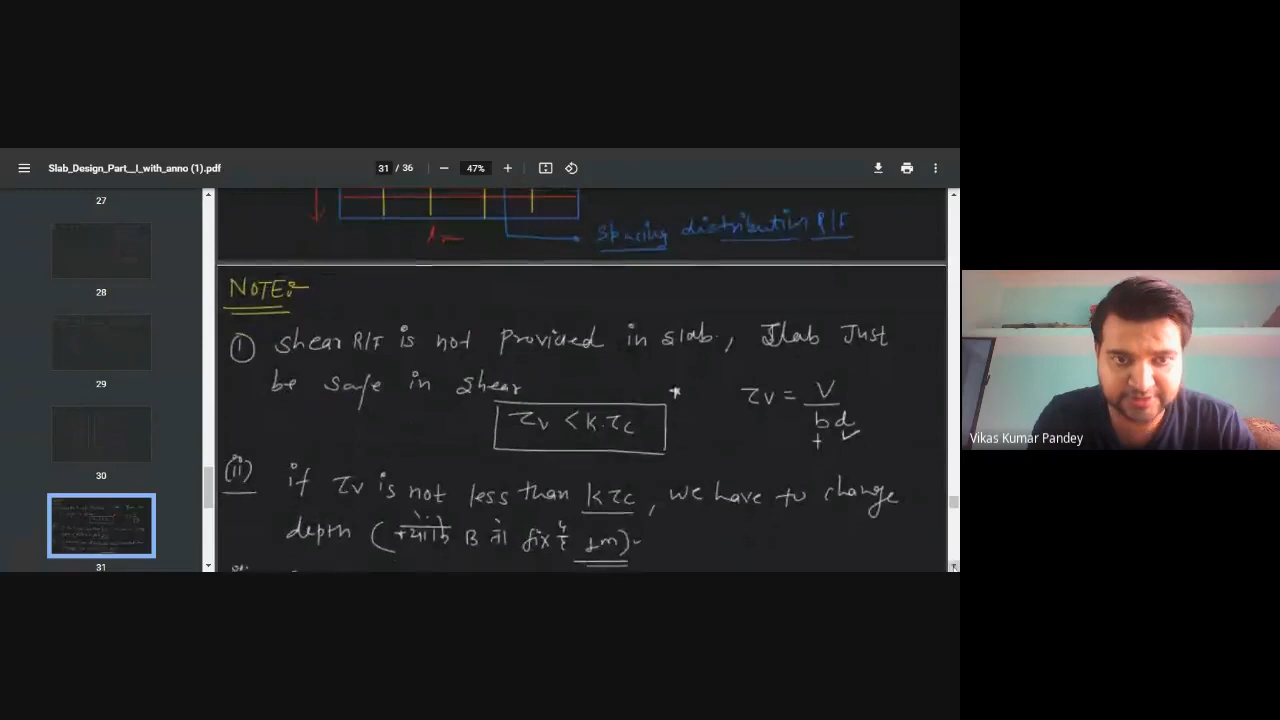 Slab_Design_Part__I_with_anno (1).pdf
31 / 36
47%
27
28
29
30
31
lm
Spacing distribution R/F
NOTE:-
(i) Shear R/F is not provided in slab, Slab Just
be safe in shear
τv < k.τc
τv = V
bd
(ii) if τv is not less than kτc, we have to change
depth ( B fix 1m)-
Vikas Kumar Pandey